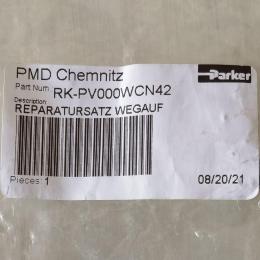 PMD Chemnitz
Parker
Part Num RK-PV000WCN42
Description:
REPARATURSATZ WEGAUF
Pieces: 1
08/20/21